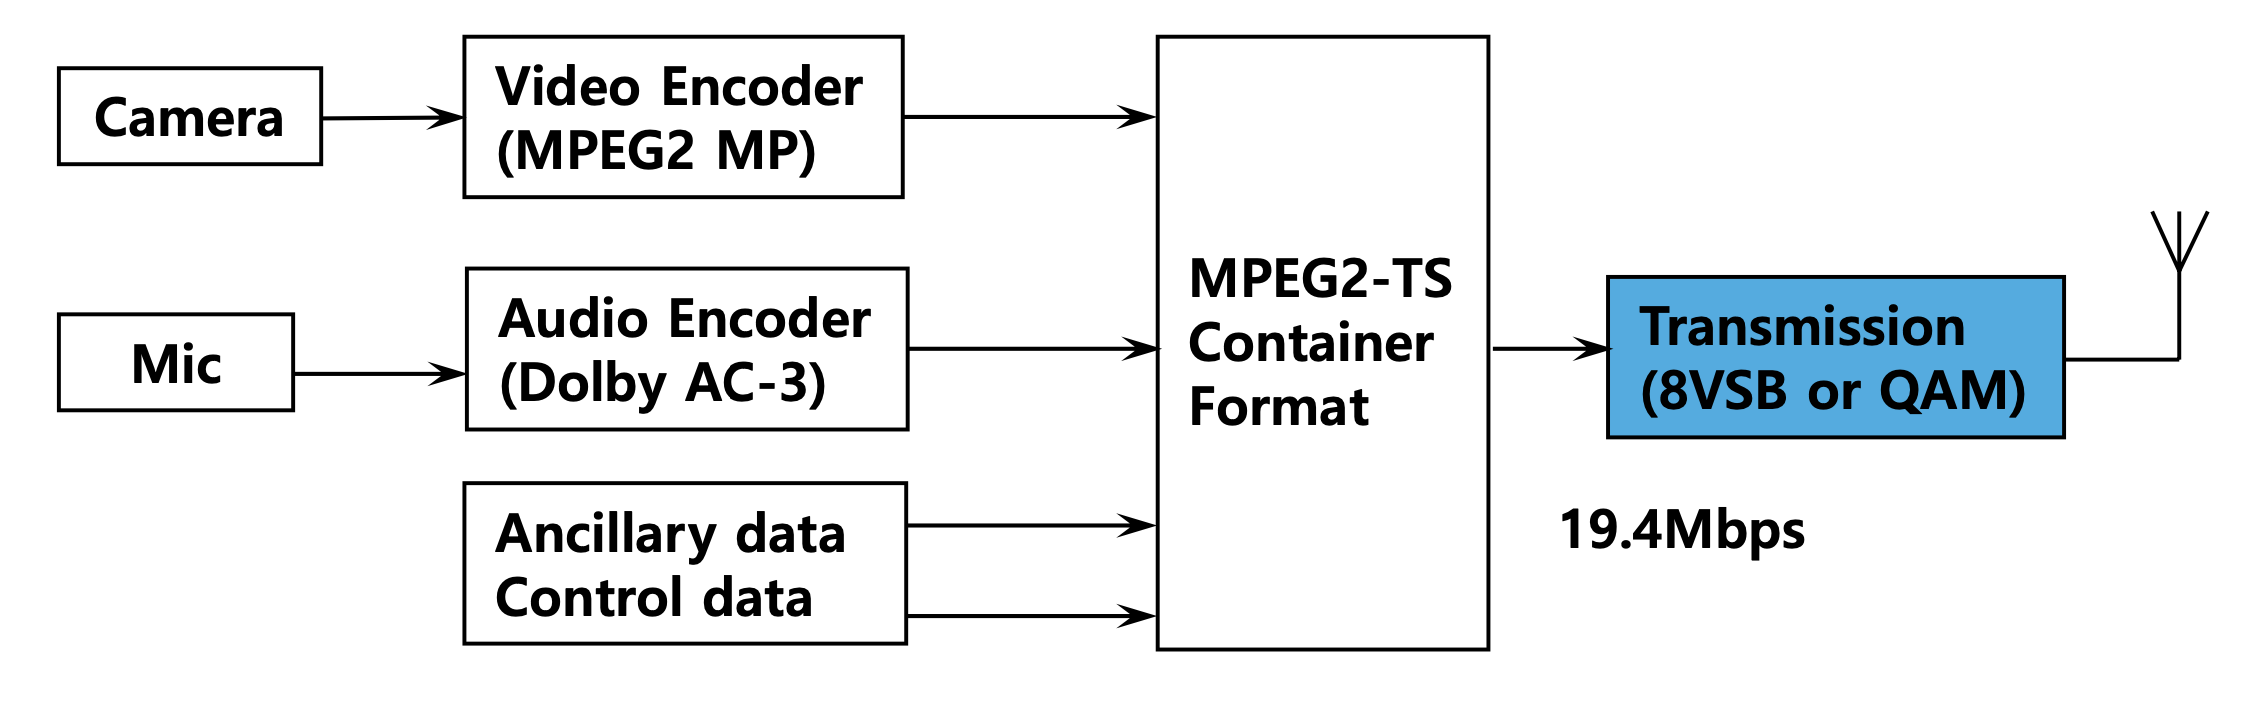 Camera
Video Encoder
(MPEG2 MP)
Mic
Audio Encoder
(Dolby AC-3)
Ancillary data
Control data
MPEG2-TS
Container
Format
Transmission
(8VSB or QAM)
19.4Mbps